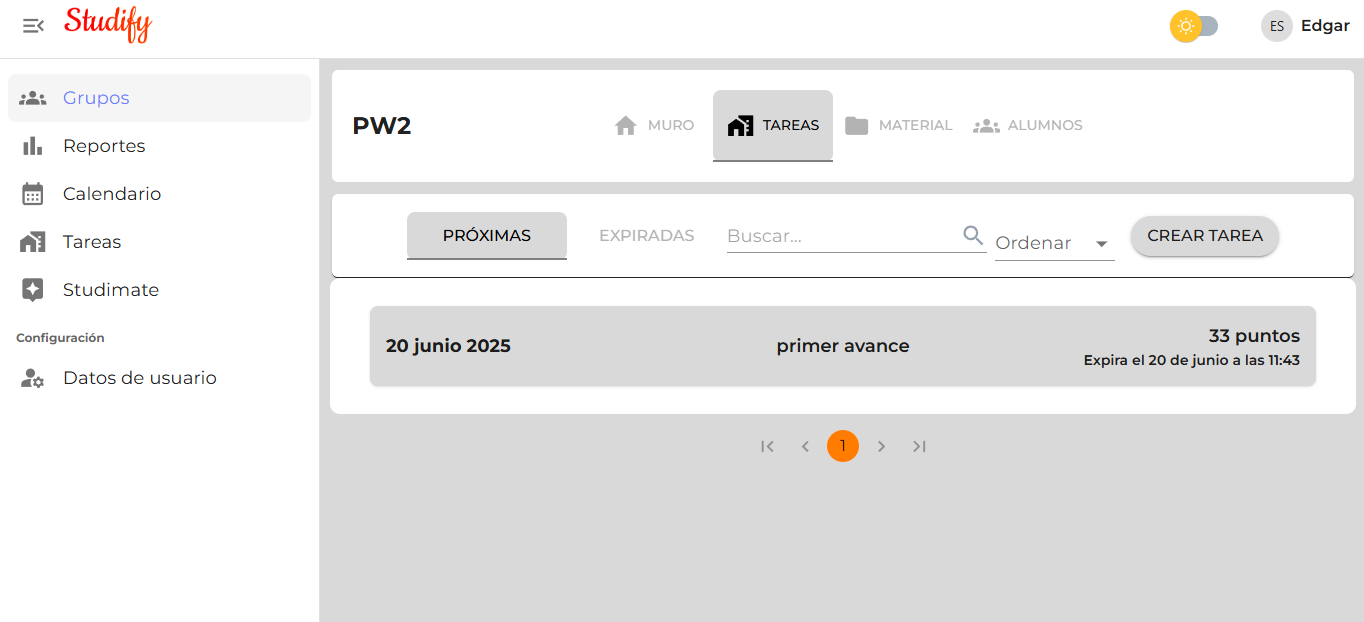 Studify
ES Edgar
Grupos
Reportes
Calendario
Tareas
Studimate
Configuración
Datos de usuario
PW2
MURO TAREAS MATERIAL ALUMNOS
PRÓXIMAS EXPIRADAS Buscar... Ordenar CREAR TAREA
20 junio 2025 primer avance 33 puntos
Expira el 20 de junio a las 11:43
1